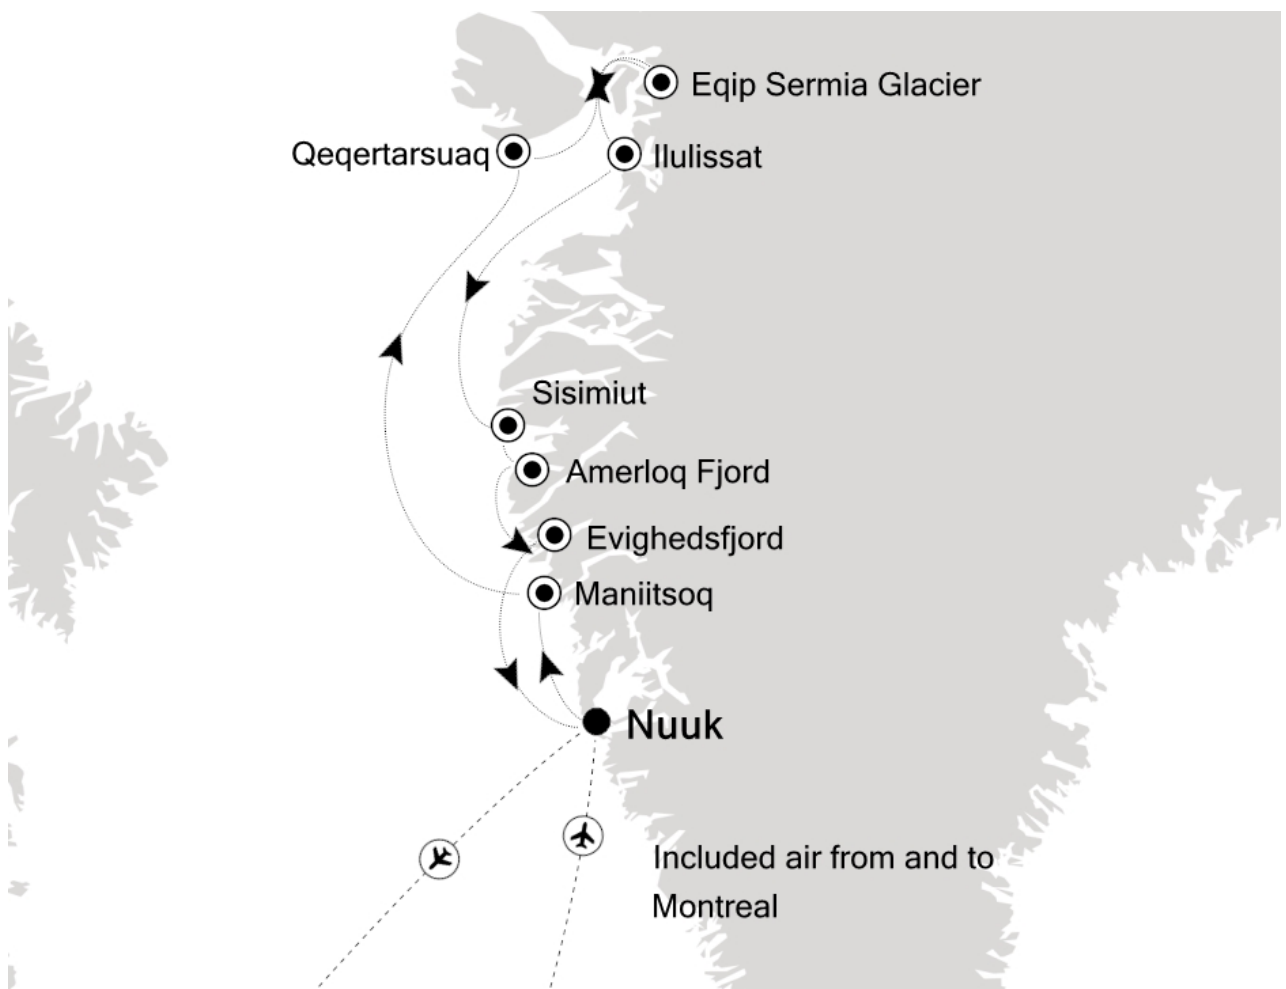 Eqip Sermia Glacier
Qeqertarsuaq
Ilulissat
Sisimiut
Amerloq Fjord
Evighedsfjord
Maniitsoq
Nuuk
Included air from and to
Montreal